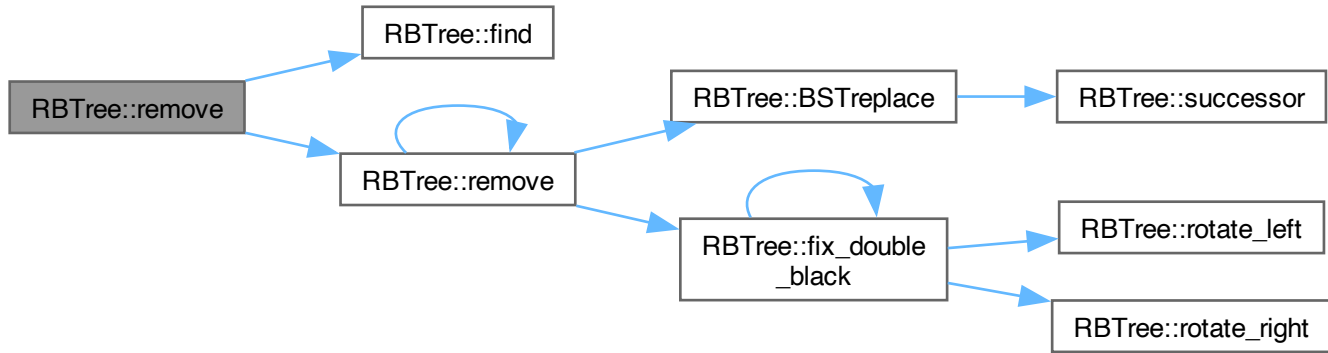 RBTree::remove
RBTree::find
RBTree::remove
RBTree::BSTreplace
RBTree::successor
RBTree::fix_double
_black
RBTree::rotate_left
RBTree::rotate_right